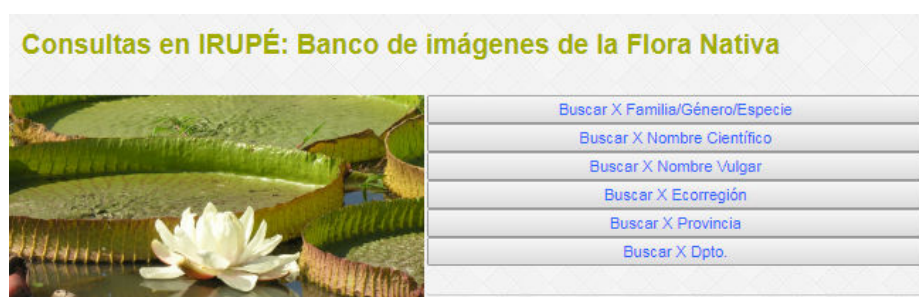 Consultas en IRUPÉ: Banco de imágenes de la Flora Nativa
Buscar X Familia/Género/Especie
Buscar X Nombre Científico
Buscar X Nombre Vulgar
Buscar X Ecorregión
Buscar X Provincia
Buscar X Dpto.